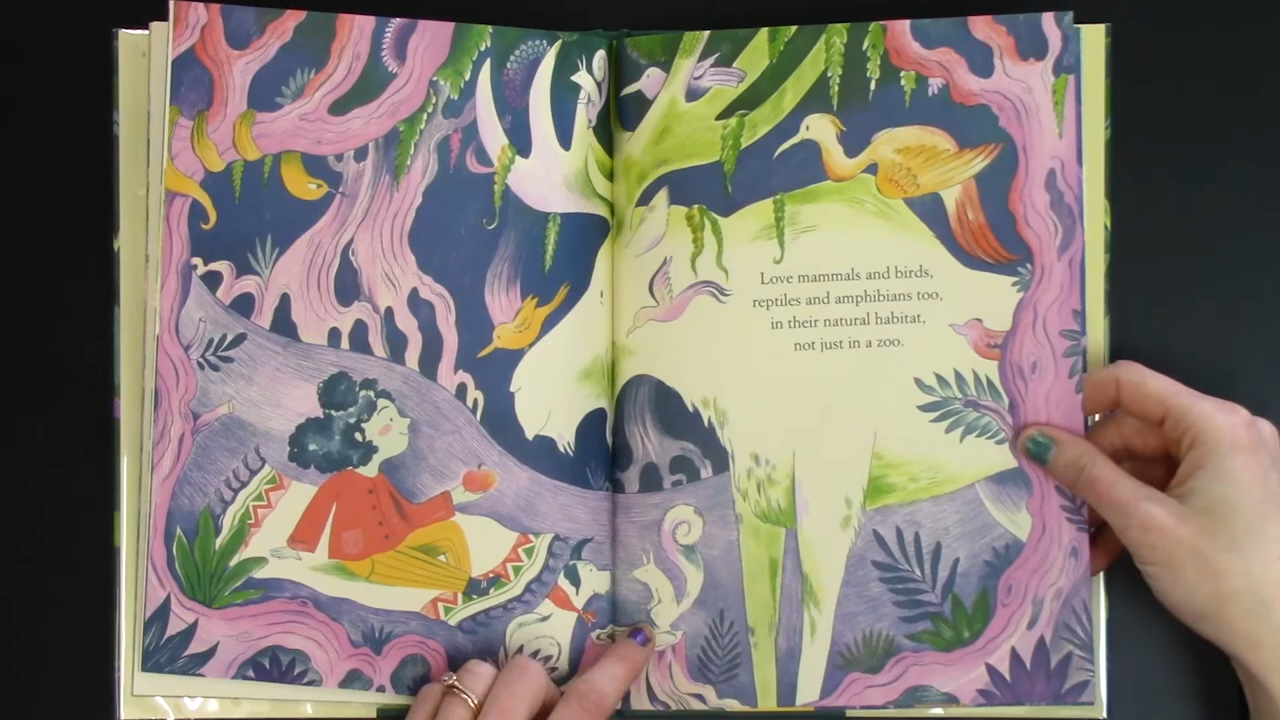 Love mammals and birds,
reptiles and amphibians too,
in their natural habitat,
not just in a zoo.